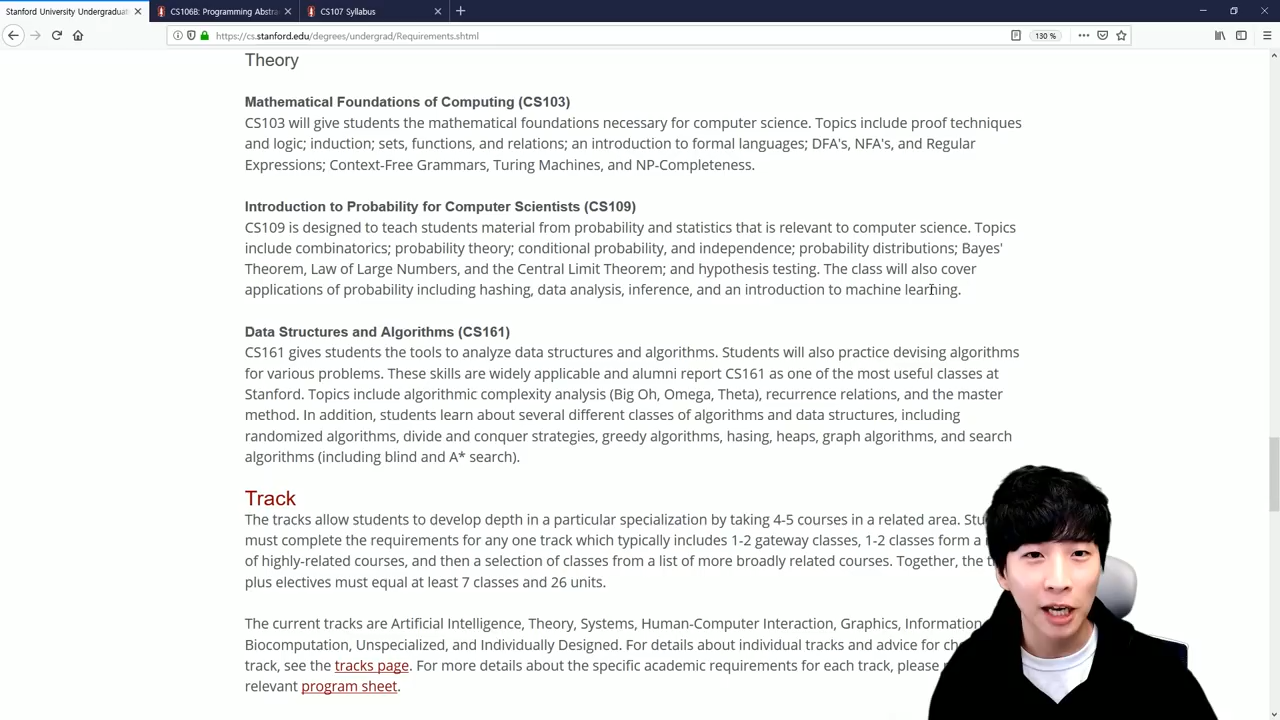 Stanford University Undergradua
CS106B: Programming Abstra
CS107 Syllabus
https://cs.stanford.edu/degrees/undergrad/Requirements.shtml
130 %
Theory
Mathematical Foundations of Computing (CS103)
CS103 will give students the mathematical foundations necessary for computer science. Topics include proof techniques
and logic; induction; sets, functions, and relations; an introduction to formal languages; DFA's, NFA's, and Regular
Expressions; Context-Free Grammars, Turing Machines, and NP-Completeness.
Introduction to Probability for Computer Scientists (CS109)
CS109 is designed to teach students material from probability and statistics that is relevant to computer science. Topics
include combinatorics; probability theory; conditional probability, and independence; probability distributions; Bayes'
Theorem, Law of Large Numbers, and the Central Limit Theorem; and hypothesis testing. The class will also cover
applications of probability including hashing, data analysis, inference, and an introduction to machine learning.
Data Structures and Algorithms (CS161)
CS161 gives students the tools to analyze data structures and algorithms. Students will also practice devising algorithms
for various problems. These skills are widely applicable and alumni report CS161 as one of the most useful classes at
Stanford. Topics include algorithmic complexity analysis (Big Oh, Omega, Theta), recurrence relations, and the master
method. In addition, students learn about several different classes of algorithms and data structures, including
randomized algorithms, divide and conquer strategies, greedy algorithms, hasing, heaps, graph algorithms, and search
algorithms (including blind and A* search).
Track
The tracks allow students to develop depth in a particular specialization by taking 4-5 courses in a related area.
must complete the requirements for any one track which typically includes 1-2 gateway classes, 1-2 classes form a
of highly-related courses, and then a selection of classes from a list of more broadly related courses. Together, the
plus electives must equal at least 7 classes and 26 units.
The current tracks are Artificial Intelligence, Theory, Systems, Human-Computer Interaction, Graphics, Information
Biocomputation, Unspecialized, and Individually Designed. For details about individual tracks and advice for
track, see the tracks page. For more details about the specific academic requirements for each track, please
relevant program sheet.